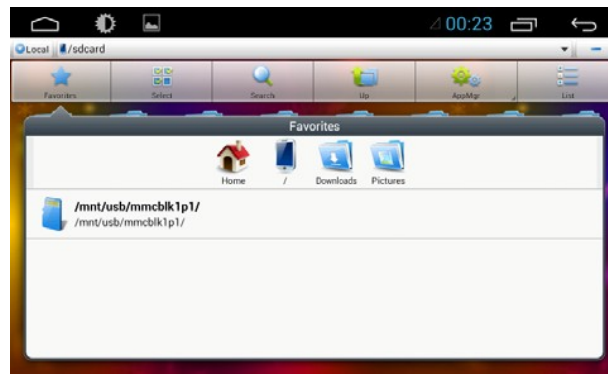 00:23
Local /sdcard
Favorites Select Search Up AppMgr List
Favorites
Home / Downloads Pictures
/mnt/usb/mmcblk1p1/
/mnt/usb/mmcblk1p1/